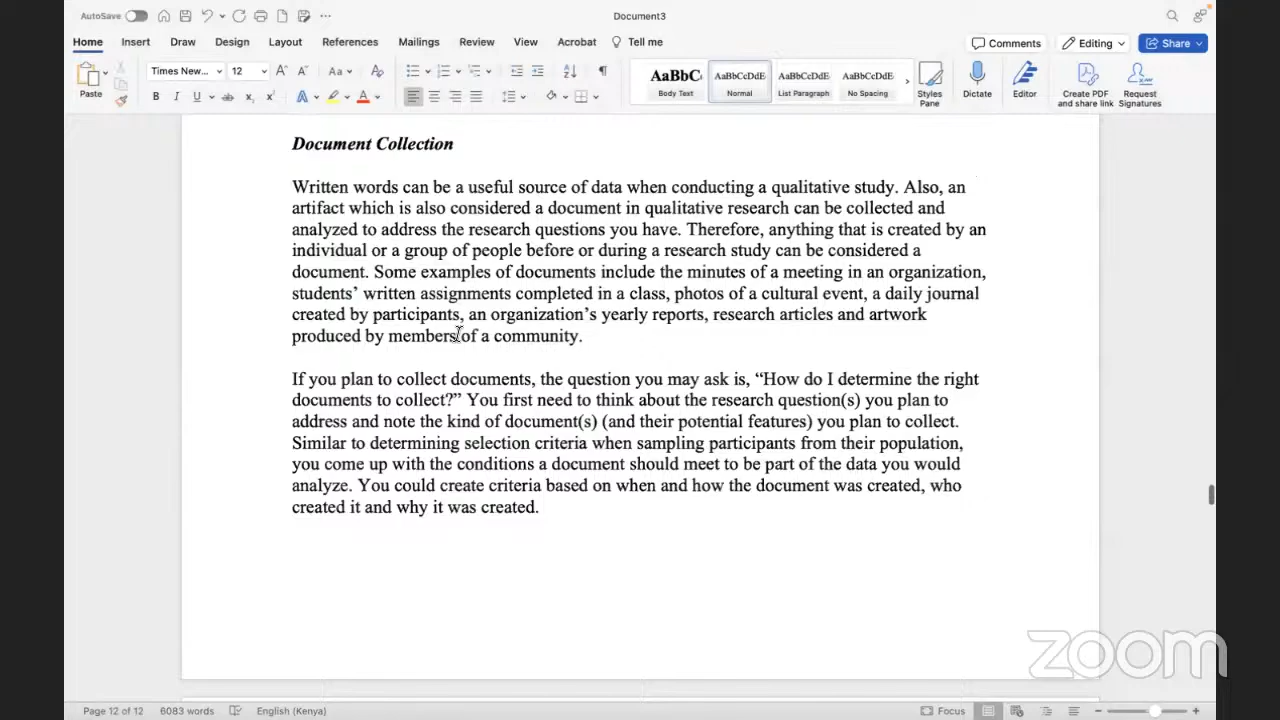 AutoSave
Document3
Home Insert Draw Design Layout References Mailings Review View Acrobat Tell me Comments Editing Share
Paste
Times New... 12
AaBbC
Body Text
AaBbCcDdE
Normal
AaBbCcDdE
List Paragraph
AaBbCcDdE
No Spacing
Styles
Pane
Dictate
Editor
Create PDF
and share link
Request
Signatures
Document Collection
Written words can be a useful source of data when conducting a qualitative study. Also, an
artifact which is also considered a document in qualitative research can be collected and
analyzed to address the research questions you have. Therefore, anything that is created by an
individual or a group of people before or during a research study can be considered a
document. Some examples of documents include the minutes of a meeting in an organization,
students’ written assignments completed in a class, photos of a cultural event, a daily journal
created by participants, an organization’s yearly reports, research articles and artwork
produced by members of a community.
If you plan to collect documents, the question you may ask is, “How do I determine the right
documents to collect?” You first need to think about the research question(s) you plan to
address and note the kind of document(s) (and their potential features) you plan to collect.
Similar to determining selection criteria when sampling participants from their population,
you come up with the conditions a document should meet to be part of the data you would
analyze. You could create criteria based on when and how the document was created, who
created it and why it was created.
zoom
Page 12 of 12 6083 words English (Kenya) Focus